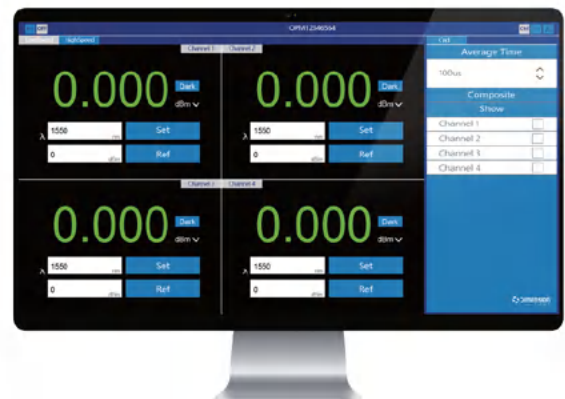 OPM12646564
LowSpeed HighSpeed
Channel 1 Channel 2
0.000 Dark dBm
λ 1550 nm Set
0 dBm Ref
0.000 Dark dBm
λ 1550 nm Set
0 dBm Ref
Channel 3 Channel 4
0.000 Dark dBm
λ 1550 nm Set
0 dBm Ref
0.000 Dark dBm
λ 1550 nm Set
0 dBm Ref
Average Time
100us
Composite
Show
Channel 1
Channel 2
Channel 3
Channel 4